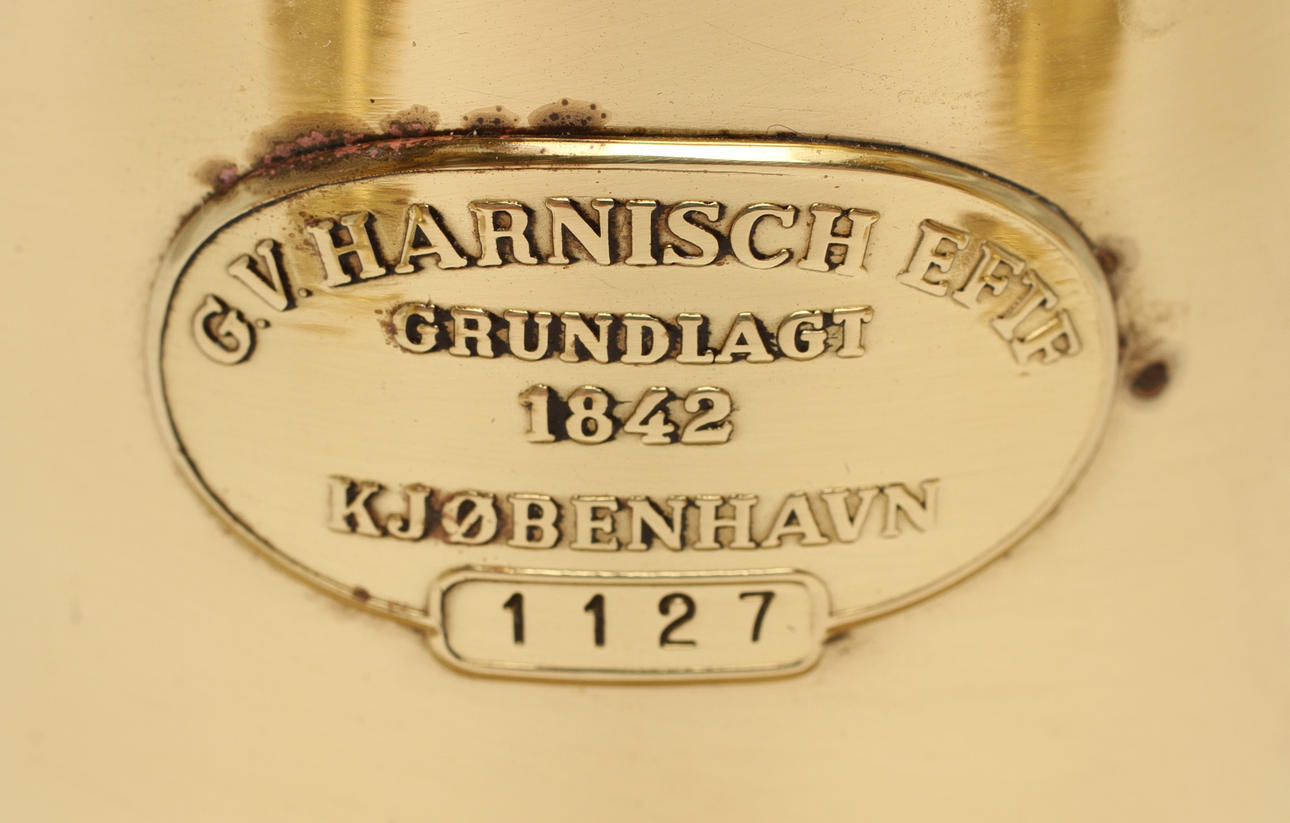 G.V. HARNISCH EFTF
GRUNDLAGT
1842
KJØBENHAVN
1127